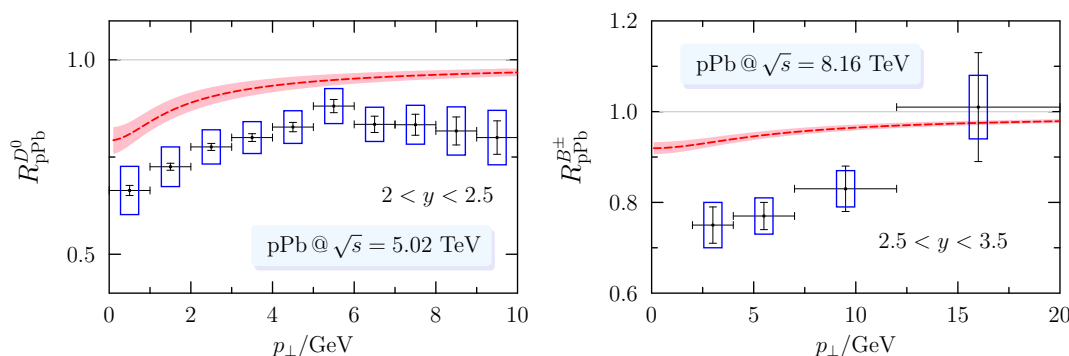 1.0
0.5
0
2
4
6
8
10
R_{pPb}^{D^0}
p_⊥/GeV
2 < y < 2.5
pPb @ √s = 5.02 TeV
1.2
1.0
0.8
0.6
0
5
10
15
20
R_{pPb}^{B^±}
p_⊥/GeV
pPb @ √s = 8.16 TeV
2.5 < y < 3.5